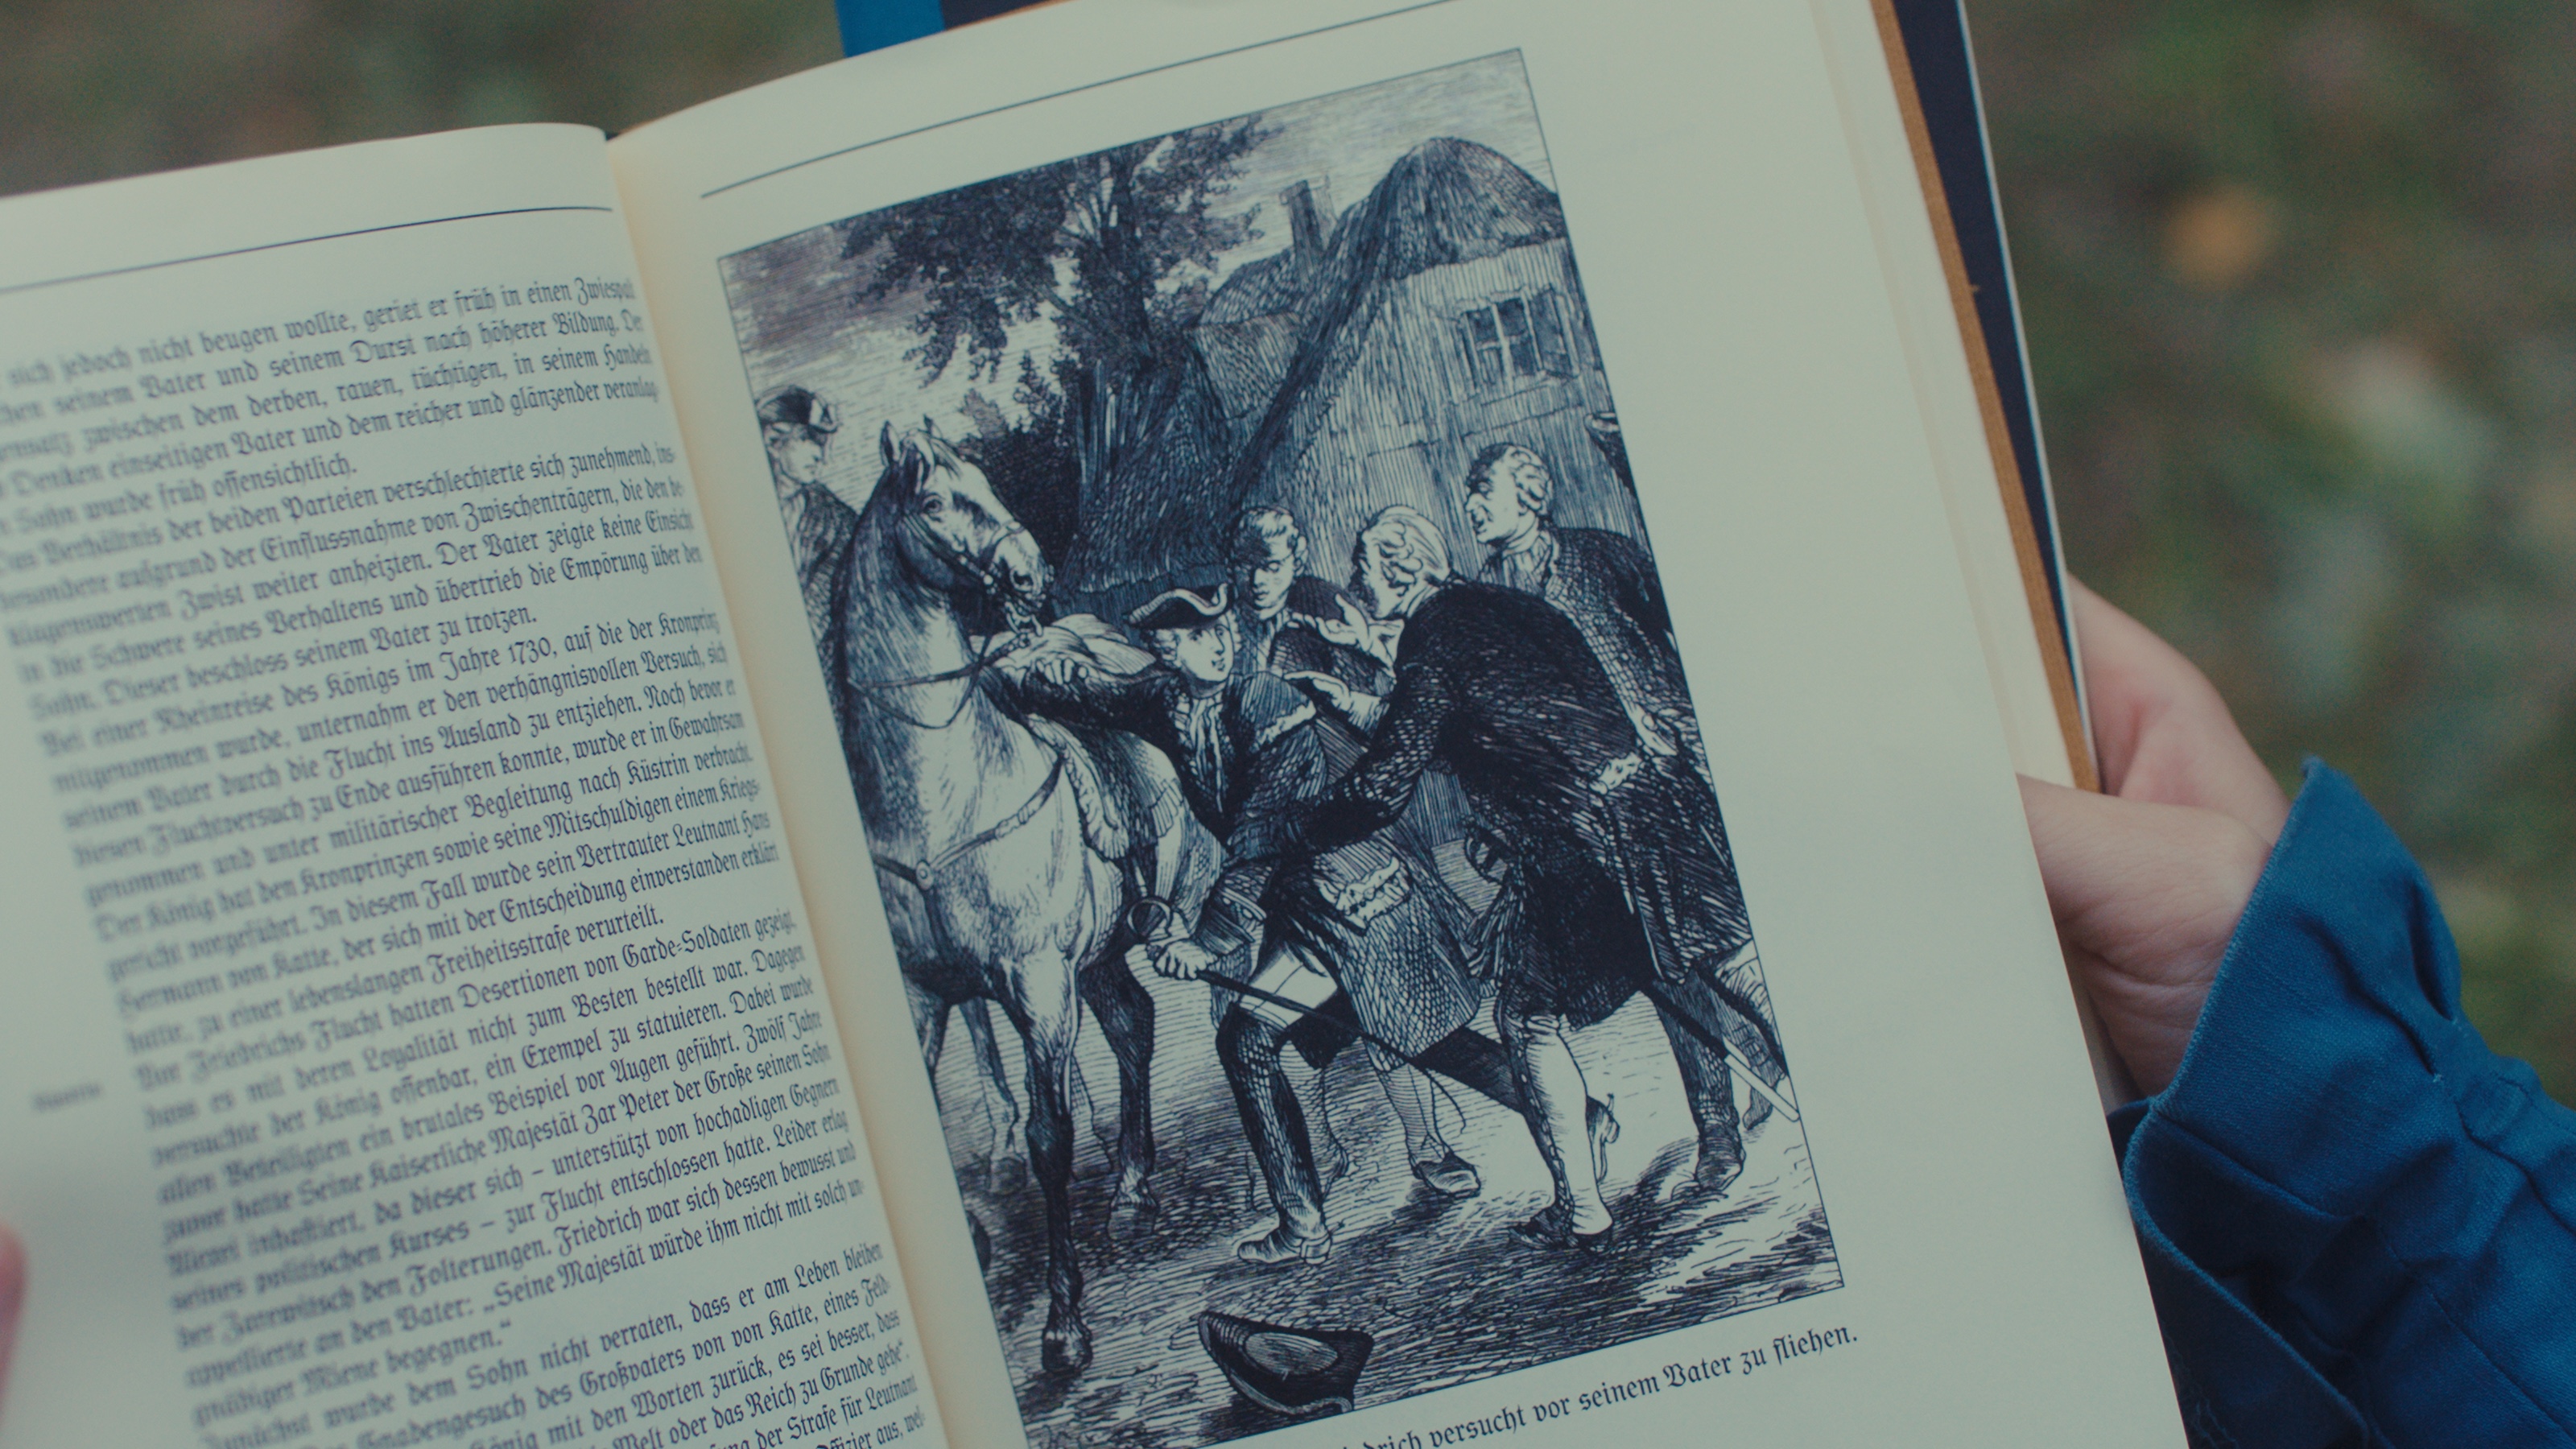 sich jedoch nicht beugen wollte, geriet er früh in einen Zwiespalt
seinem Vater und seinem Durst nach höherer Bildung. Der
zwischen dem derben, rauen, tüchtigen, in seinem Handeln
Denken einseitigen Vater und dem reicher und glänzender veranlag-
Sohn wurde früh offensichtlich.
Das Verhältnis der beiden Parteien verschlechterte sich zunehmend, ins-
besondere aufgrund der Einflussnahme von Zwischenträgern, die den be-
klagenswerten Zwist weiter anheizten. Der Vater zeigte keine Einsicht
in die Schwere seines Verhaltens und übertrieb die Empörung über den
Sohn. Dieser beschloss seinem Vater zu trotzen.
Bei einer Rheinreise des Königs im Jahre 1730, auf die der Kronprinz
mitgenommen wurde, unternahm er den verhängnisvollen Versuch, sich
seinem Vater durch die Flucht ins Ausland zu entziehen. Noch bevor er
diesen Fluchtversuch zu Ende ausführen konnte, wurde er in Gewahrsam
genommen und unter militärischer Begleitung nach Küstrin verbracht.
Der König hat den Kronprinzen sowie seine Mitschuldigen einem Kriegs-
gericht vorgeführt. In diesem Fall wurde sein Vertrauter Leutnant Hans
Hermann von Katte, der sich mit der Entscheidung einverstanden erklärt
hatte, zu einer lebenslangen Freiheitsstrafe verurteilt.
Vor Friedrichs Flucht hatten Desertionen von Garde-Soldaten gezeigt,
dass es mit deren Loyalität nicht zum Besten bestellt war. Dagegen
versuchte der König offenbar, ein Exempel zu statuieren. Dabei wurde
allen Beteiligten ein brutales Beispiel vor Augen geführt. Zwölf Jahre
zuvor hatte Seine Kaiserliche Majestät Zar Peter der Große seinen Sohn
Alexei inhaftiert, da dieser sich – unterstützt von hochadligen Gegnern
seines politischen Kurses – zur Flucht entschlossen hatte. Leider erlag
der Zarewitsch den Folterungen. Friedrich war sich dessen bewusst und
appellierte an den Vater: „Seine Majestät würde ihm nicht mit solch un-
gnädiger Miene begegnen.“
Zunächst wurde dem Sohn nicht verraten, dass er am Leben bleiben
Gnadengesuch des Großvaters von von Katte, eines Feld-
König mit den Worten zurück, es sei besser, dass
Welt oder das Reich zu Grunde gehe“.
der Strafe für Leutnant
Offizier aus, wel-
versucht vor seinem Vater zu fliehen.